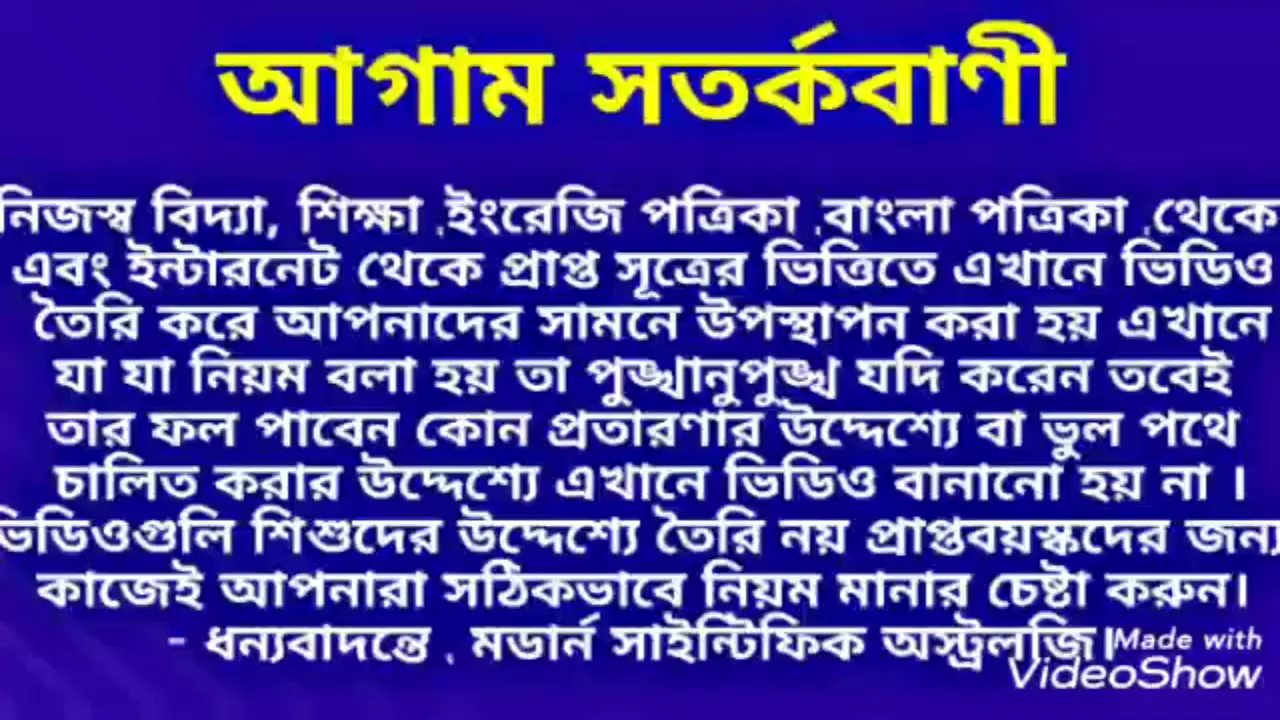 আগাম সতর্কবাণী
নিজস্ব বিদ্যা, শিক্ষা ,ইংরেজি পত্রিকা ,বাংলা পত্রিকা ,থেকে
এবং ইন্টারনেট থেকে প্রাপ্ত সূত্রের ভিত্তিতে এখানে ভিডিও
তৈরি করে আপনাদের সামনে উপস্থাপন করা হয় এখানে
যা যা নিয়ম বলা হয় তা পুঙ্খানুপুঙ্খ যদি করেন তবেই
তার ফল পাবেন কোন প্রতারণার উদ্দেশ্যে বা ভুল পথে
চালিত করার উদ্দেশ্যে এখানে ভিডিও বানানো হয় না ।
ভিডিওগুলি শিশুদের উদ্দেশ্যে তৈরি নয় প্রাপ্তবয়স্কদের জন্য
কাজেই আপনারা সঠিকভাবে নিয়ম মানার চেষ্টা করুন।
- ধন্যবাদন্তে , মডার্ন সাইন্টিফিক অস্ট্রলজি।
Made with
VideoShow